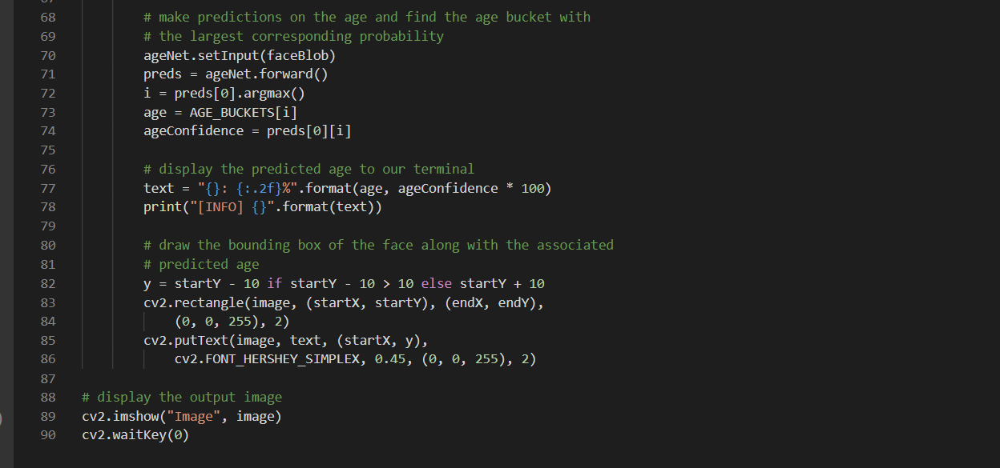 68 # make predictions on the age and find the age bucket with
69 # the largest corresponding probability
70 ageNet.setInput(faceBlob)
71 preds = ageNet.forward()
72 i = preds[0].argmax()
73 age = AGE_BUCKETS[i]
74 ageConfidence = preds[0][i]
75
76 # display the predicted age to our terminal
77 text = "{}: {:.2f}%".format(age, ageConfidence * 100)
78 print("[INFO] {}".format(text))
79
80 # draw the bounding box of the face along with the associated
81 # predicted age
82 y = startY - 10 if startY - 10 > 10 else startY + 10
83 cv2.rectangle(image, (startX, startY), (endX, endY),
84 (0, 0, 255), 2)
85 cv2.putText(image, text, (startX, y),
86 cv2.FONT_HERSHEY_SIMPLEX, 0.45, (0, 0, 255), 2)
87
88 # display the output image
89 cv2.imshow("Image", image)
90 cv2.waitKey(0)